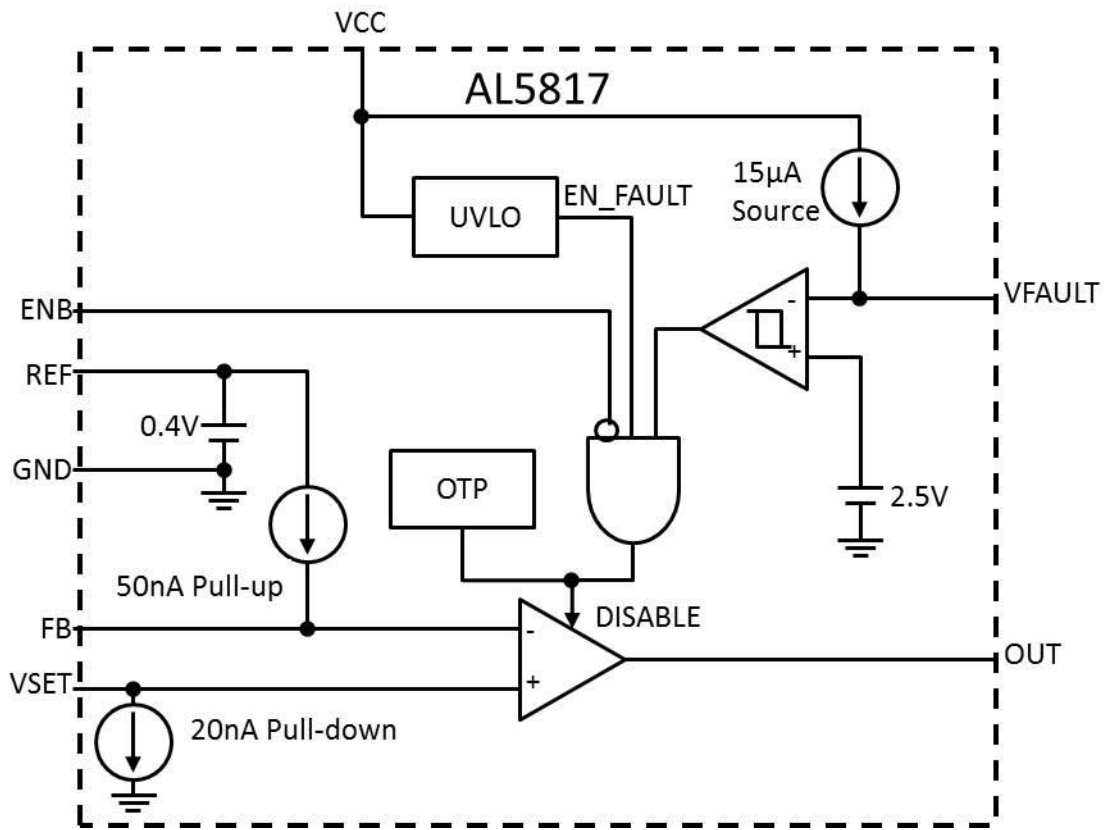 VCC
AL5817
15µA
Source
EN_FAULT
UVLO
ENB
VFAULT
-
+
REF
0.4V
GND
OTP
2.5V
50nA Pull-up
FB
-
DISABLE
OUT
VSET
+
20nA Pull-down